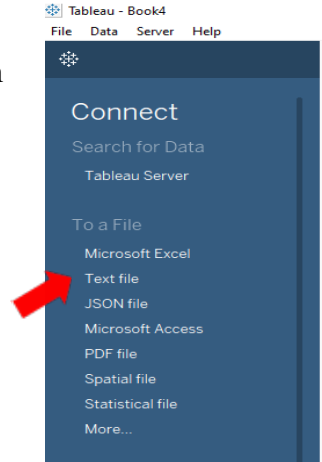 Tableau - Book4
File Data Server Help
Connect
Search for Data
Tableau Server
To a File
Microsoft Excel
Text file
JSON file
Microsoft Access
PDF file
Spatial file
Statistical file
More...